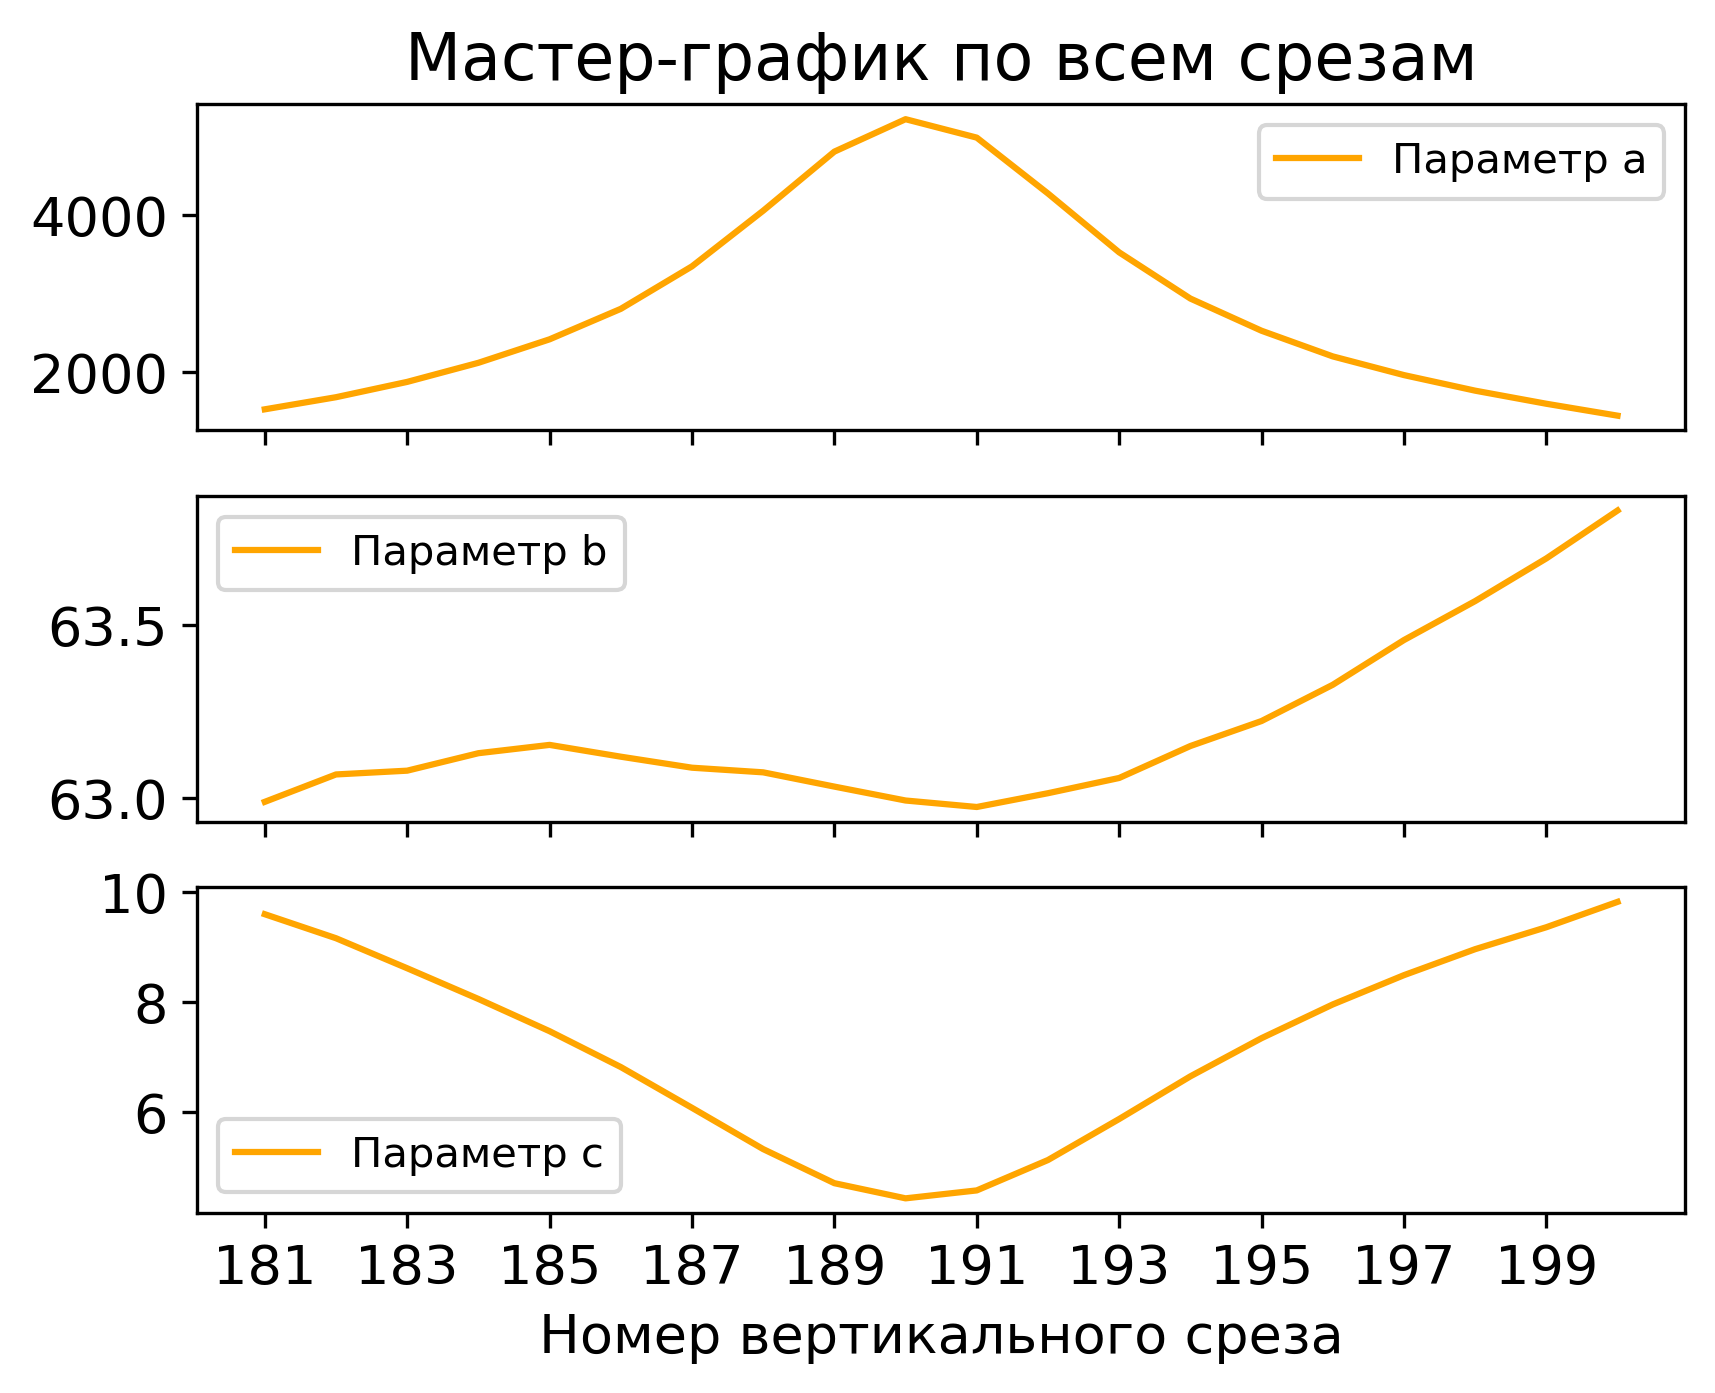 Мастер-график по всем срезам
4000
2000
Параметр a
63.5
63.0
Параметр b
10
8
6
Параметр c
181 183 185 187 189 191 193 195 197 199
Номер вертикального среза